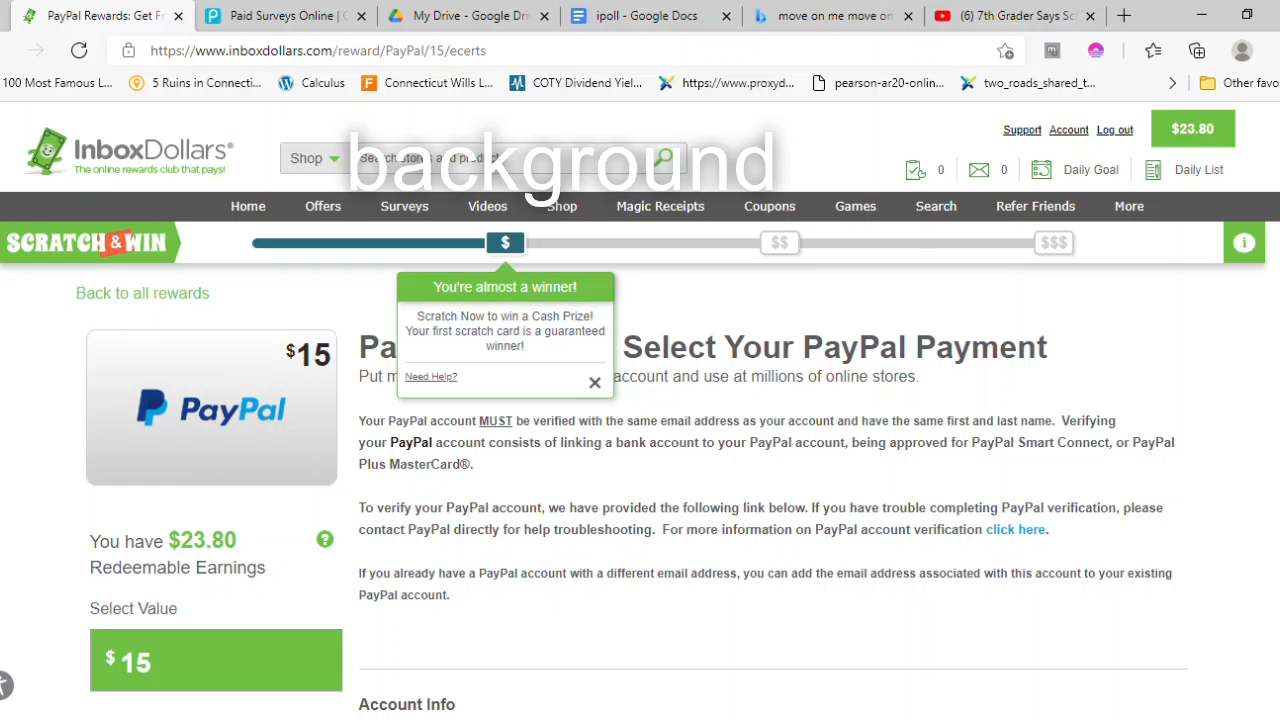 PayPal Rewards: Get Fr
Paid Surveys Online | C
My Drive - Google Dri
ipoll - Google Docs
move on me move on
(6) 7th Grader Says Sc
https://www.inboxdollars.com/reward/PayPal/15/ecerts
100 Most Famous L...
5 Ruins in Connecti...
Calculus
Connecticut Wills L...
COTY Dividend Yiel...
https://www.proxyd...
pearson-ar20-onlin...
two_roads_shared_t...
Other favo
InboxDollars®
The online rewards club that pays!
Shop
Search stores and product
background
Support Account Log out
$23.80
0
0
Daily Goal
Daily List
Home Offers Surveys Videos Shop Magic Receipts Coupons Games Search Refer Friends More
SCRATCH & WIN
$
$$
$$$
i
You're almost a winner!
Scratch Now to win a Cash Prize!
Your first scratch card is a guaranteed
winner!
Need Help?
Back to all rewards
$15
PayPal
You have $23.80
?
Redeemable Earnings
Select Value
$ 15
Pa Select Your PayPal Payment
Put m account and use at millions of online stores.
Your PayPal account MUST be verified with the same email address as your account and have the same first and last name. Verifying
your PayPal account consists of linking a bank account to your PayPal account, being approved for PayPal Smart Connect, or PayPal
Plus MasterCard®.
To verify your PayPal account, we have provided the following link below. If you have trouble completing PayPal verification, please
contact PayPal directly for help troubleshooting. For more information on PayPal account verification click here.
If you already have a PayPal account with a different email address, you can add the email address associated with this account to your existing
PayPal account.
Account Info